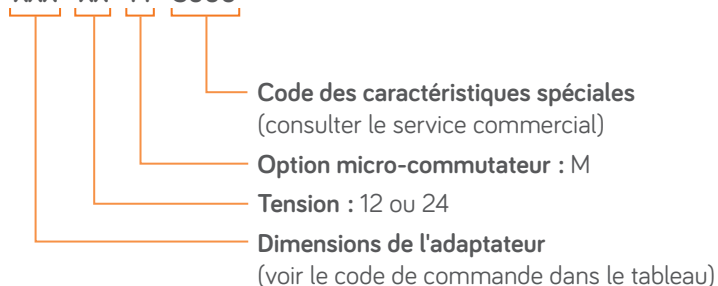 Code des caractéristiques spéciales
(consulter le service commercial)
Option micro-commutateur : M
Tension : 12 ou 24
Dimensions de l'adaptateur
(voir le code de commande dans le tableau)